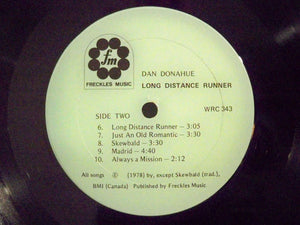 fm
FRECKLES MUSIC
DAN DONAHUE
LONG DISTANCE RUNNER
WRC 343
SIDE TWO
6. Long Distance Runner — 3:05
7. Just An Old Romantic — 3:30
8. Skewbald — 3:30
9. Madrid — 4:40
10. Always a Mission — 2:12
All songs Ⓟ (1978) by, except Skewbald (trad.),
BMI (Canada) Published by Freckles Music